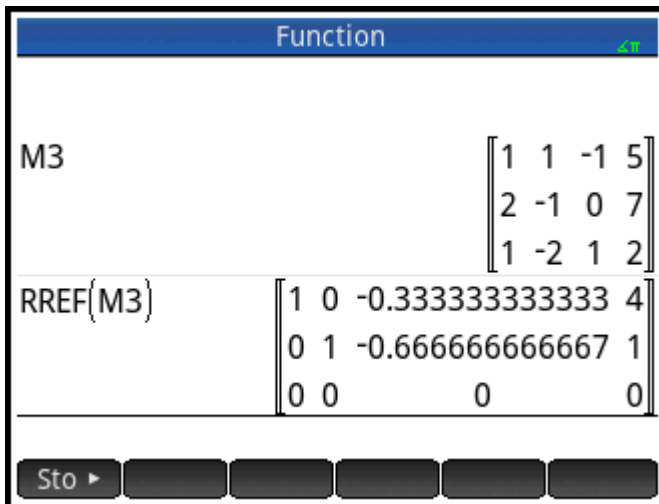 Function
∡π
M3
1 1 -1 5
2 -1 0 7
1 -2 1 2
RREF(M3)
1 0 -0.333333333333 4
0 1 -0.666666666667 1
0 0 0 0
Sto ►